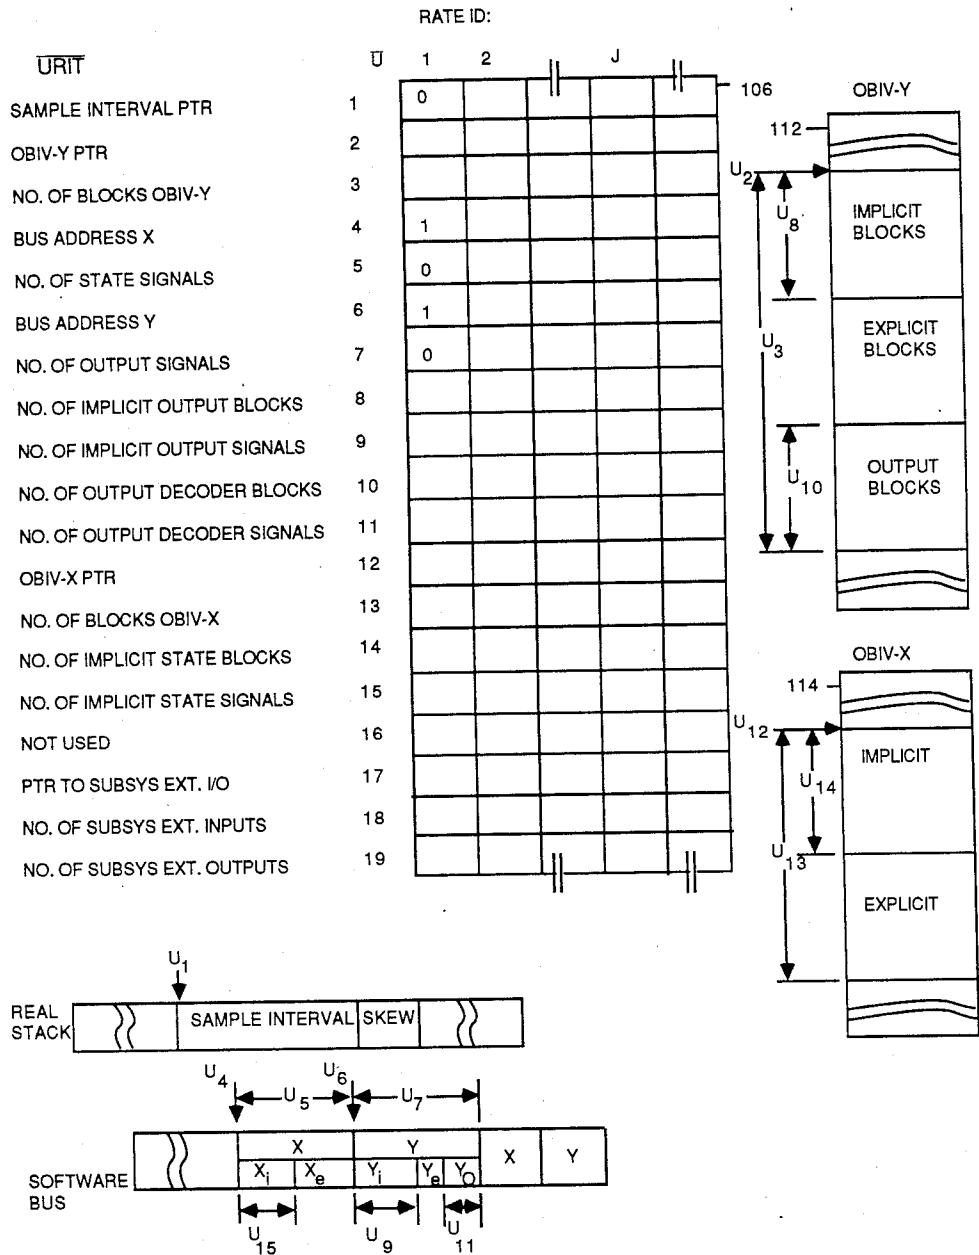 RATE ID:
URIT U 1 2 J
SAMPLE INTERVAL PTR 1 0
OBIV-Y PTR 2
NO. OF BLOCKS OBIV-Y 3
BUS ADDRESS X 4 1
NO. OF STATE SIGNALS 5 0
BUS ADDRESS Y 6 1
NO. OF OUTPUT SIGNALS 7 0
NO. OF IMPLICIT OUTPUT BLOCKS 8
NO. OF IMPLICIT OUTPUT SIGNALS 9
NO. OF OUTPUT DECODER BLOCKS 10
NO. OF OUTPUT DECODER SIGNALS 11
OBIV-X PTR 12
NO. OF BLOCKS OBIV-X 13
NO. OF IMPLICIT STATE BLOCKS 14
NO. OF IMPLICIT STATE SIGNALS 15
NOT USED 16
PTR TO SUBSYS EXT. I/O 17
NO. OF SUBSYS EXT. INPUTS 18
NO. OF SUBSYS EXT. OUTPUTS 19
106
OBIV-Y
112
U2
U8
IMPLICIT
BLOCKS
U3
EXPLICIT
BLOCKS
U10
OUTPUT
BLOCKS
OBIV-X
114
U12
IMPLICIT
U14
U13
EXPLICIT
U1
REAL
STACK
SAMPLE INTERVAL SKEW
U4 U5 U6 U7
X Y X Y
Xi Xe Yi Ye YO
SOFTWARE
BUS
U15 U9 U11